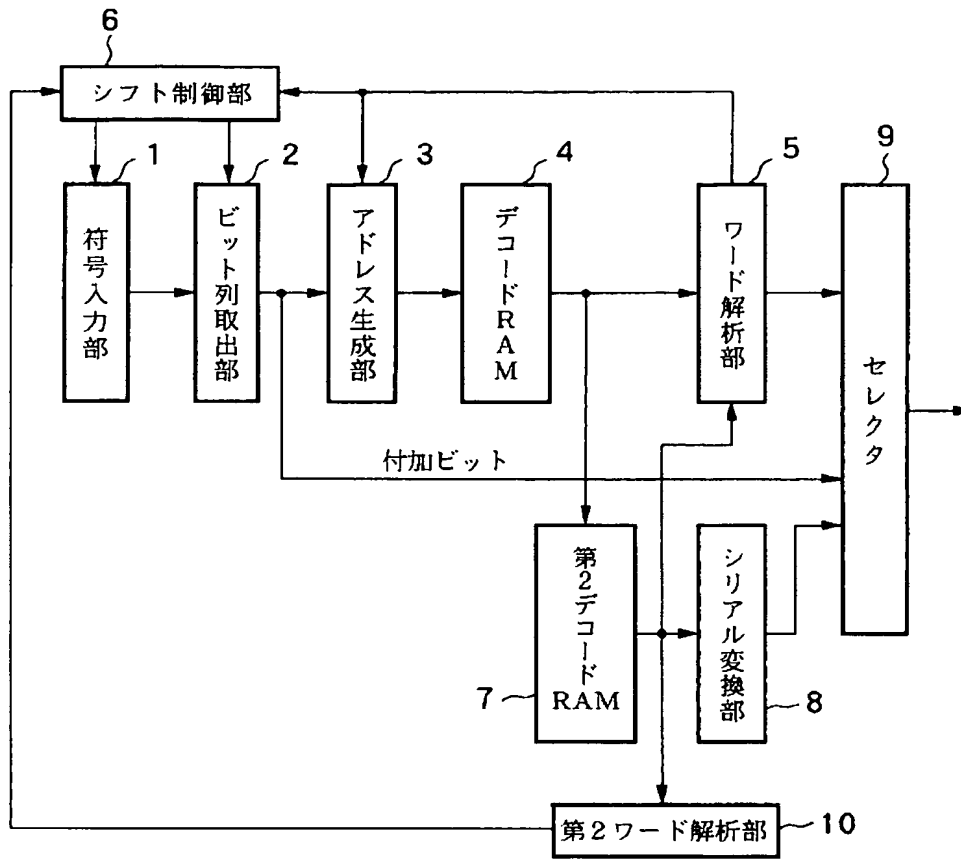 6
シフト制御部
1
2
3
4
5
9
符号入力部
ビット列取出部
アドレス生成部
デコードRAM
ワード解析部
セレクタ
付加ビット
第2デコード
RAM
シリアル変換部
7
8
第2ワード解析部
10